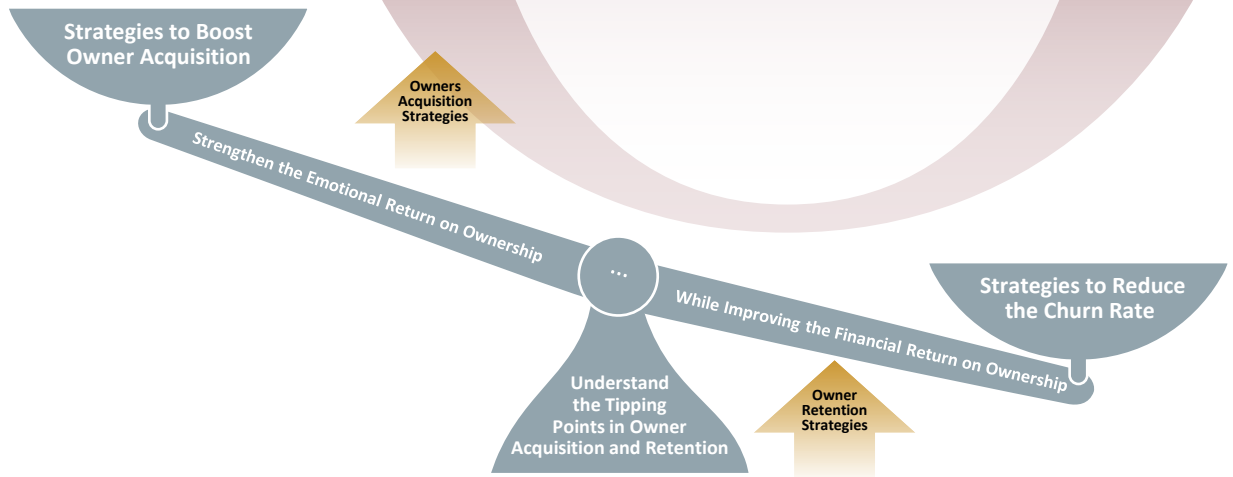 Strategies to Boost
Owner Acquisition
Owners
Acquisition
Strategies
Strengthen the Emotional Return on Ownership
...
While Improving the Financial Return on Ownership
Strategies to Reduce
the Churn Rate
Understand
the Tipping
Points in Owner
Acquisition and Retention
Owner
Retention
Strategies